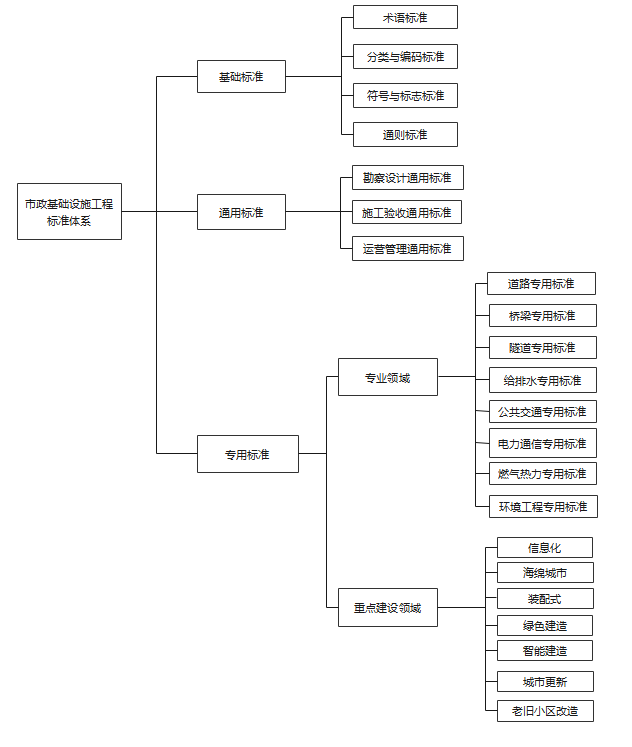 市政基础设施工程
标准体系
基础标准
术语标准
分类与编码标准
符号与标志标准
通则标准
通用标准
勘察设计通用标准
施工验收通用标准
运营管理通用标准
专用标准
专业领域
道路专用标准
桥梁专用标准
隧道专用标准
给排水专用标准
公共交通专用标准
电力通信专用标准
燃气热力专用标准
环境工程专用标准
重点建设领域
信息化
海绵城市
装配式
绿色建造
智能建造
城市更新
老旧小区改造